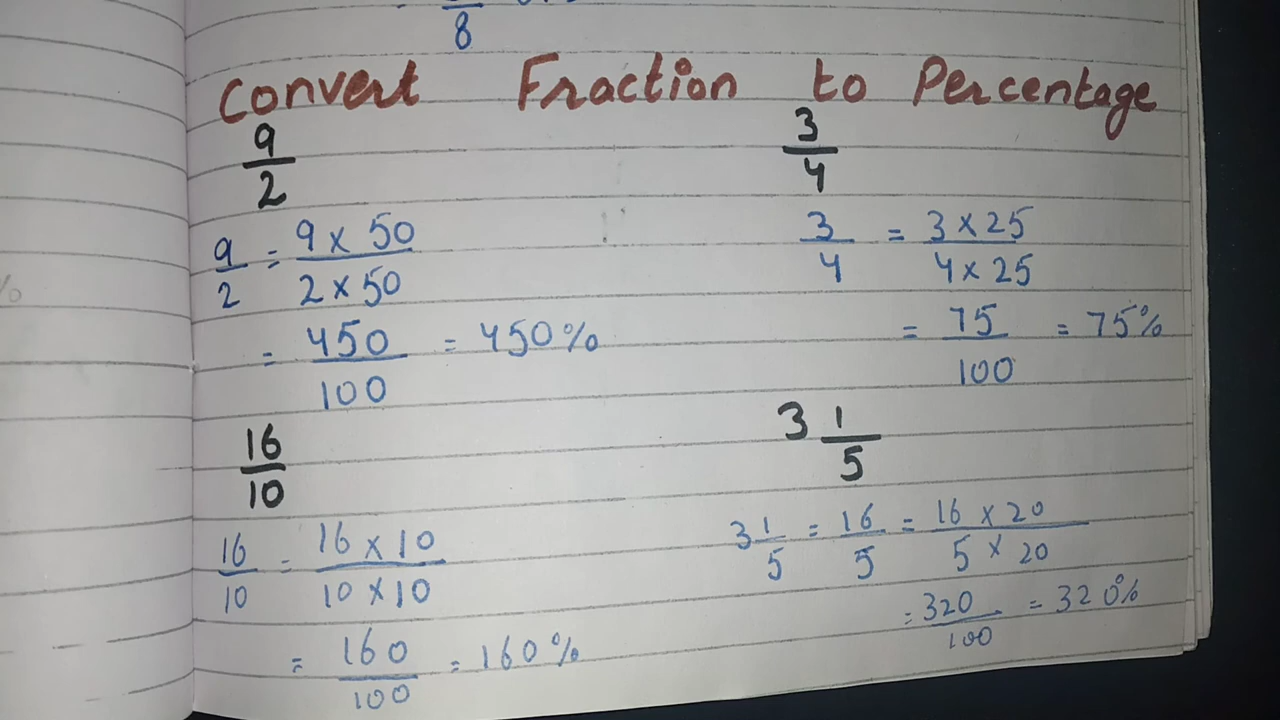 8
Convert Fraction to Percentage
9/2
9/2 = 9 x 50 / 2 x 50
= 450/100 = 450%
3/4
3/4 = 3 x 25 / 4 x 25
= 75/100 = 75%
16/10
16/10 = 16 x 10 / 10 x 10
= 160/100 = 160%
3 1/5
3 1/5 = 16/5 = 16 x 20 / 5 x 20
= 320/100 = 320%
%